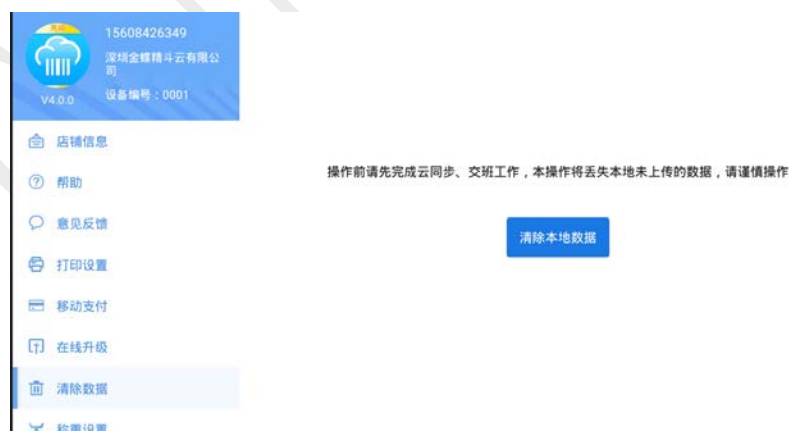 15608426349
深圳金蝶精斗云有限公
司
V4.0.0
设备编号：0001
店铺信息
帮助
意见反馈
打印设置
移动支付
在线升级
清除数据
称重设置
操作前请先完成云同步、交班工作，本操作将丢失本地未上传的数据，请谨慎操作
清除本地数据